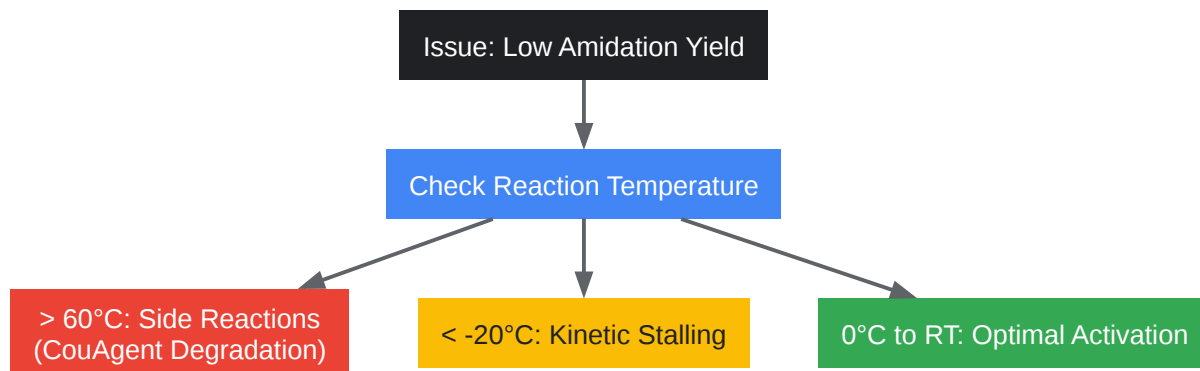 Issue: Low Amidation Yield
Check Reaction Temperature
> 60°C: Side Reactions
(CouAgent Degradation)
< -20°C: Kinetic Stalling
0°C to RT: Optimal Activation